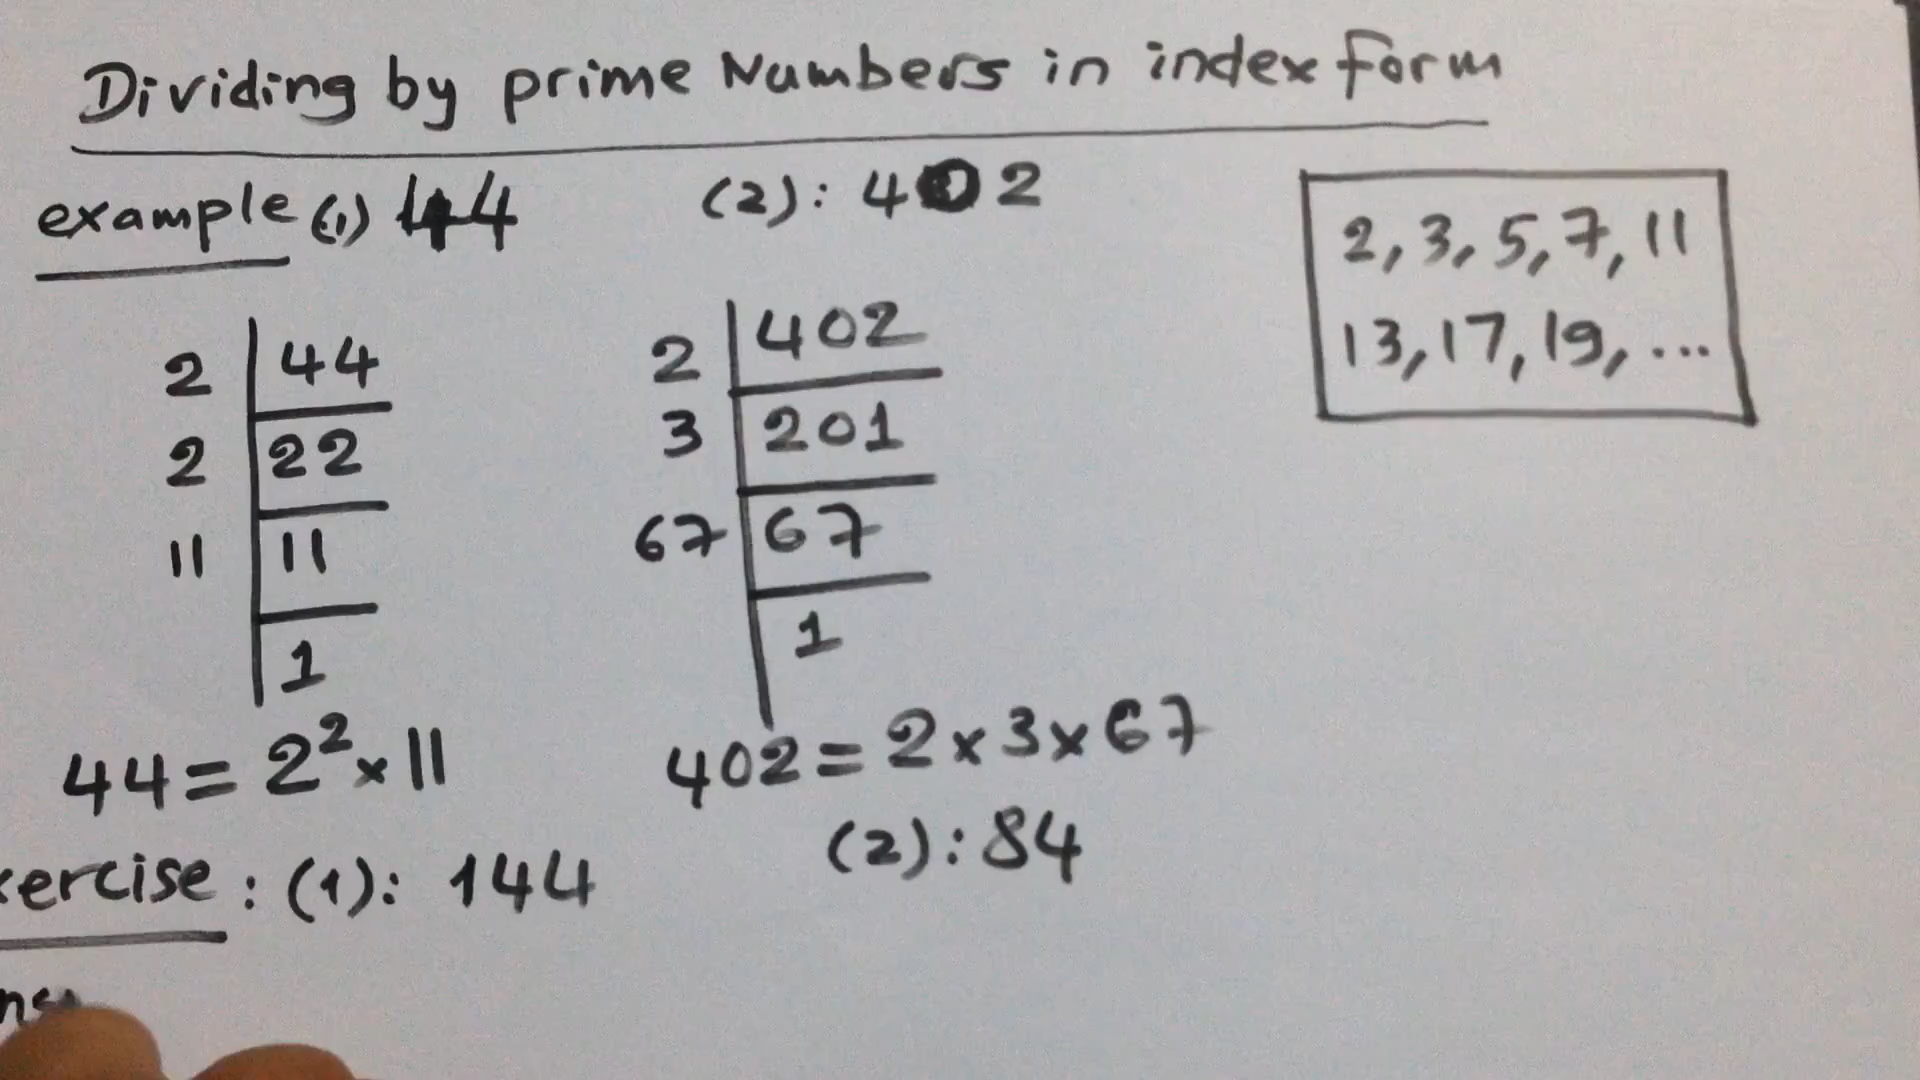 Dividing by prime Numbers in index form
example (1) 44
(2): 402
2, 3, 5, 7, 11
13, 17, 19, ...
2 | 44
2 | 22
11 | 11
1
44 = 2² × 11
2 | 402
3 | 201
67 | 67
1
402 = 2 × 3 × 67
xercise : (1): 144
(2): 84